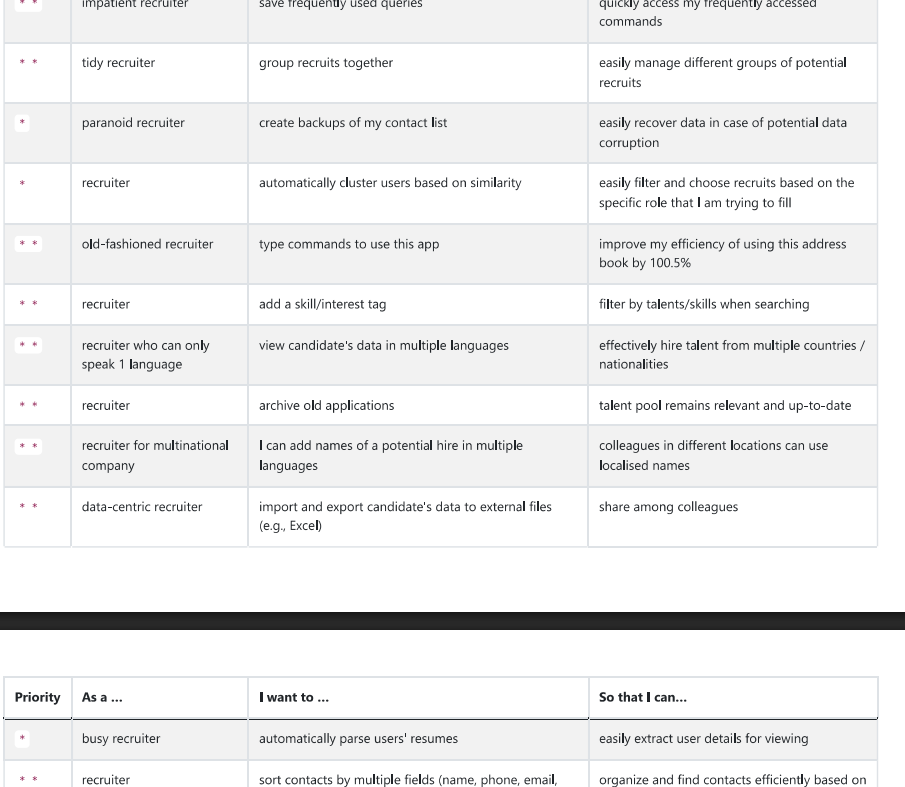 * * impatient recruiter save frequently used queries quickly access my frequently accessed
commands
* * tidy recruiter group recruits together easily manage different groups of potential
recruits
* paranoid recruiter create backups of my contact list easily recover data in case of potential data
corruption
* recruiter automatically cluster users based on similarity easily filter and choose recruits based on the
specific role that I am trying to fill
* * old-fashioned recruiter type commands to use this app improve my efficiency of using this address
book by 100.5%
* * recruiter add a skill/interest tag filter by talents/skills when searching
* * recruiter who can only view candidate's data in multiple languages effectively hire talent from multiple countries /
speak 1 language nationalities
* * recruiter archive old applications talent pool remains relevant and up-to-date
* * recruiter for multinational I can add names of a potential hire in multiple colleagues in different locations can use
company languages localised names
* * data-centric recruiter import and export candidate's data to external files share among colleagues
(e.g., Excel)
Priority As a … I want to … So that I can…
* busy recruiter automatically parse users' resumes easily extract user details for viewing
* * recruiter sort contacts by multiple fields (name, phone, email, organize and find contacts efficiently based on